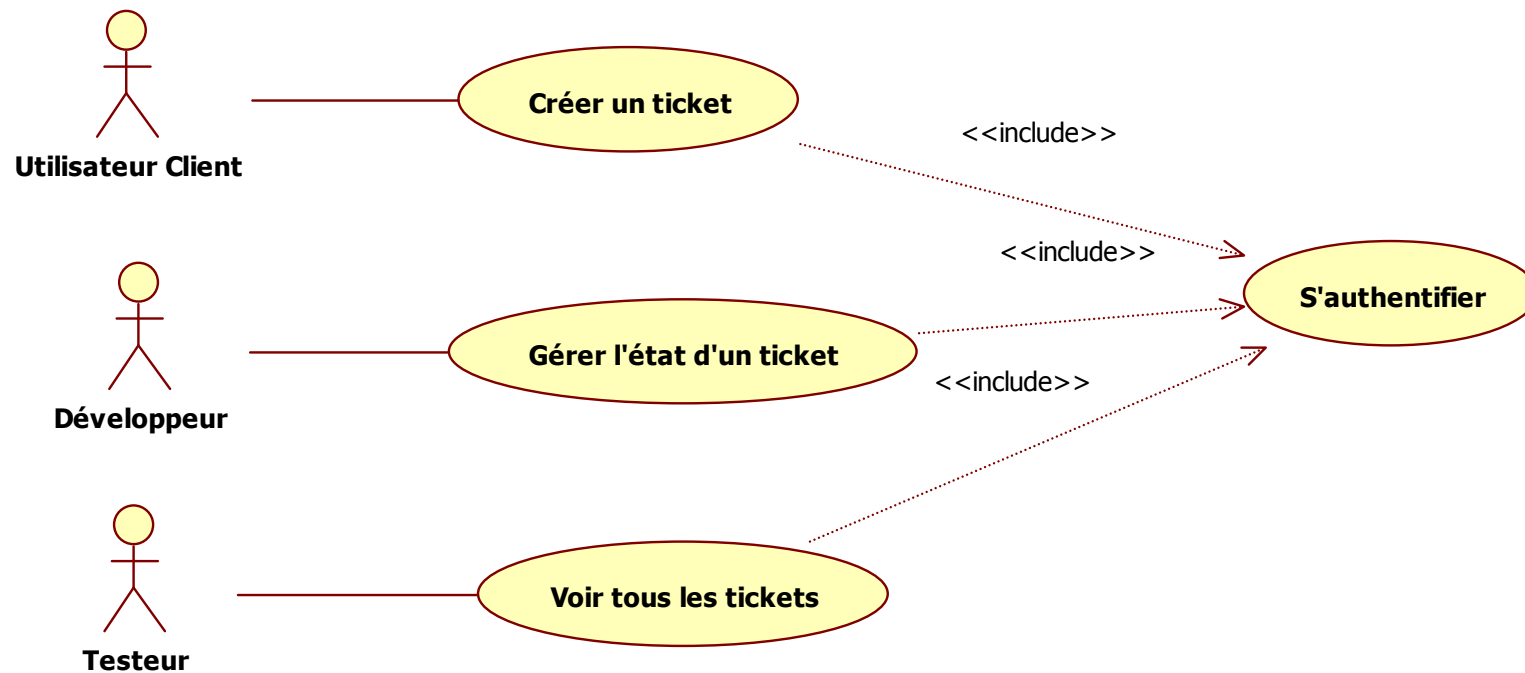 Créer un ticket
<<include>>
Utilisateur Client
<<include>>
S'authentifier
Gérer l'état d'un ticket
<<include>>
Développeur
Voir tous les tickets
Testeur